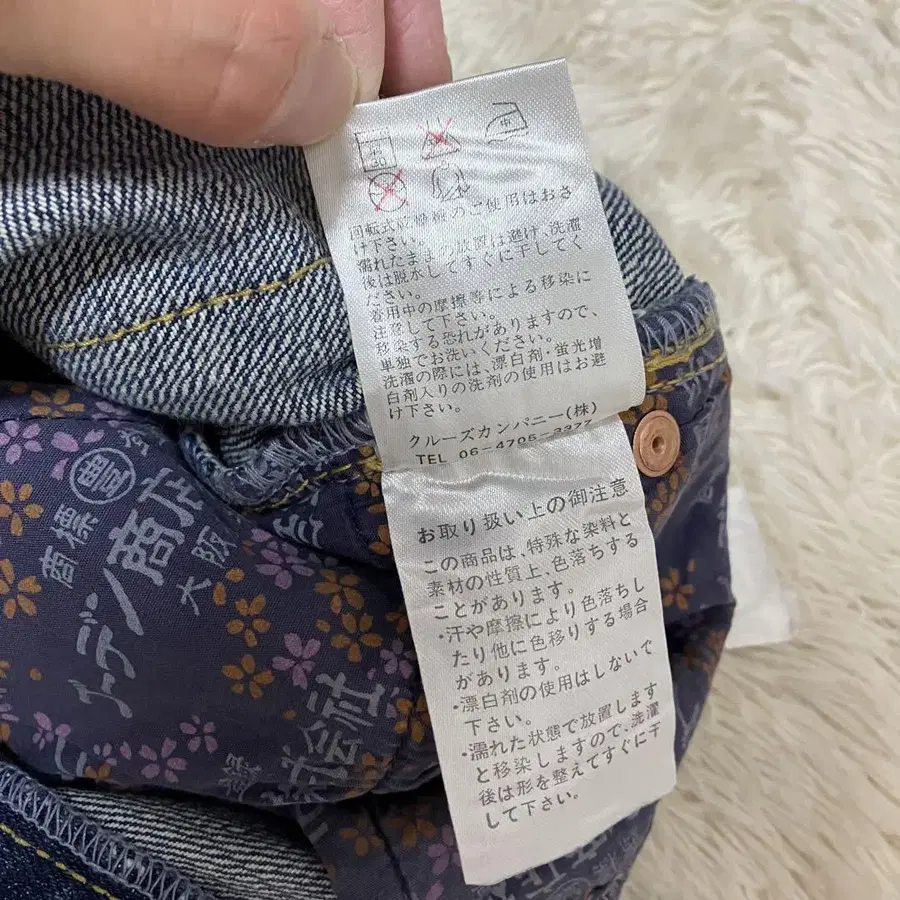 回転式乾燥機のご使用はおさ
け下さい。
濡れたままの放置は避け、洗濯
後は脱水してすぐに干してく
ださい。
着用中の摩擦等による移染に
注意して下さい。
移染する恐れがありますので、
単独でお洗いください。
洗濯の際には、漂白剤・蛍光増
白剤入りの洗剤の使用はお避
け下さい。
クルーズカンパニー(株)
TEL 06-4705-3377
お取り扱い上の御注意
この商品は、特殊な染料と
素材の性質上、色落ちする
ことがあります。
・汗や摩擦により色落ちし
たり他に色移りする場合
があります。
・漂白剤の使用はしないで
下さい。
・濡れた状態で放置します
と移染しますので、洗濯
後は形を整えてすぐに干
して下さい。
商標
商店
大阪